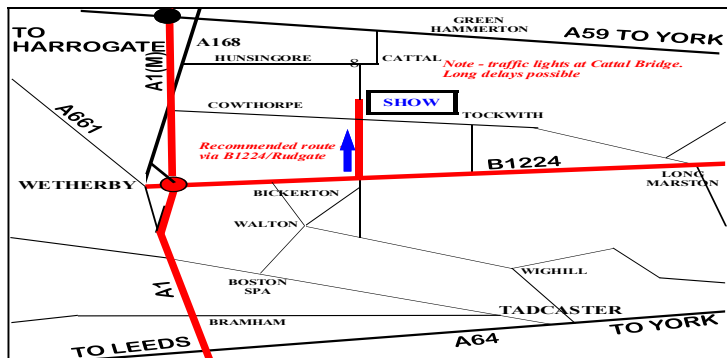 GREEN
HAMMERTON
TO
HARROGATE
A168
A59 TO YORK
A1(M)
HUNSINGORE
CATTAL
8
Note - traffic lights at Cattal Bridge.
Long delays possible
A661
COWTHORPE
SHOW
TOCKWITH
Recommended route
via B1224/Rudgate
B1224
WETHERBY
BICKERTON
LONG
MARSTON
WALTON
A1
BOSTON
SPA
WIGHILL
BRAMHAM
TADCASTER
TO LEEDS
A64
TO YORK